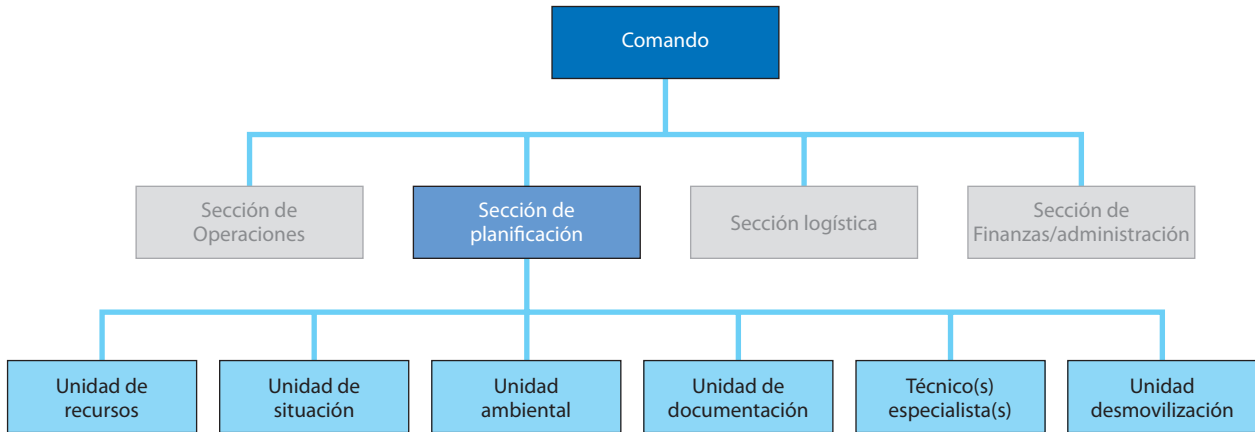 Comando
Sección de
Operaciones
Sección de
planificación
Sección logística
Sección de
Finanzas/administración
Unidad de
recursos
Unidad de
situación
Unidad
ambiental
Unidad de
documentación
Técnico(s)
especialista(s)
Unidad
desmovilización